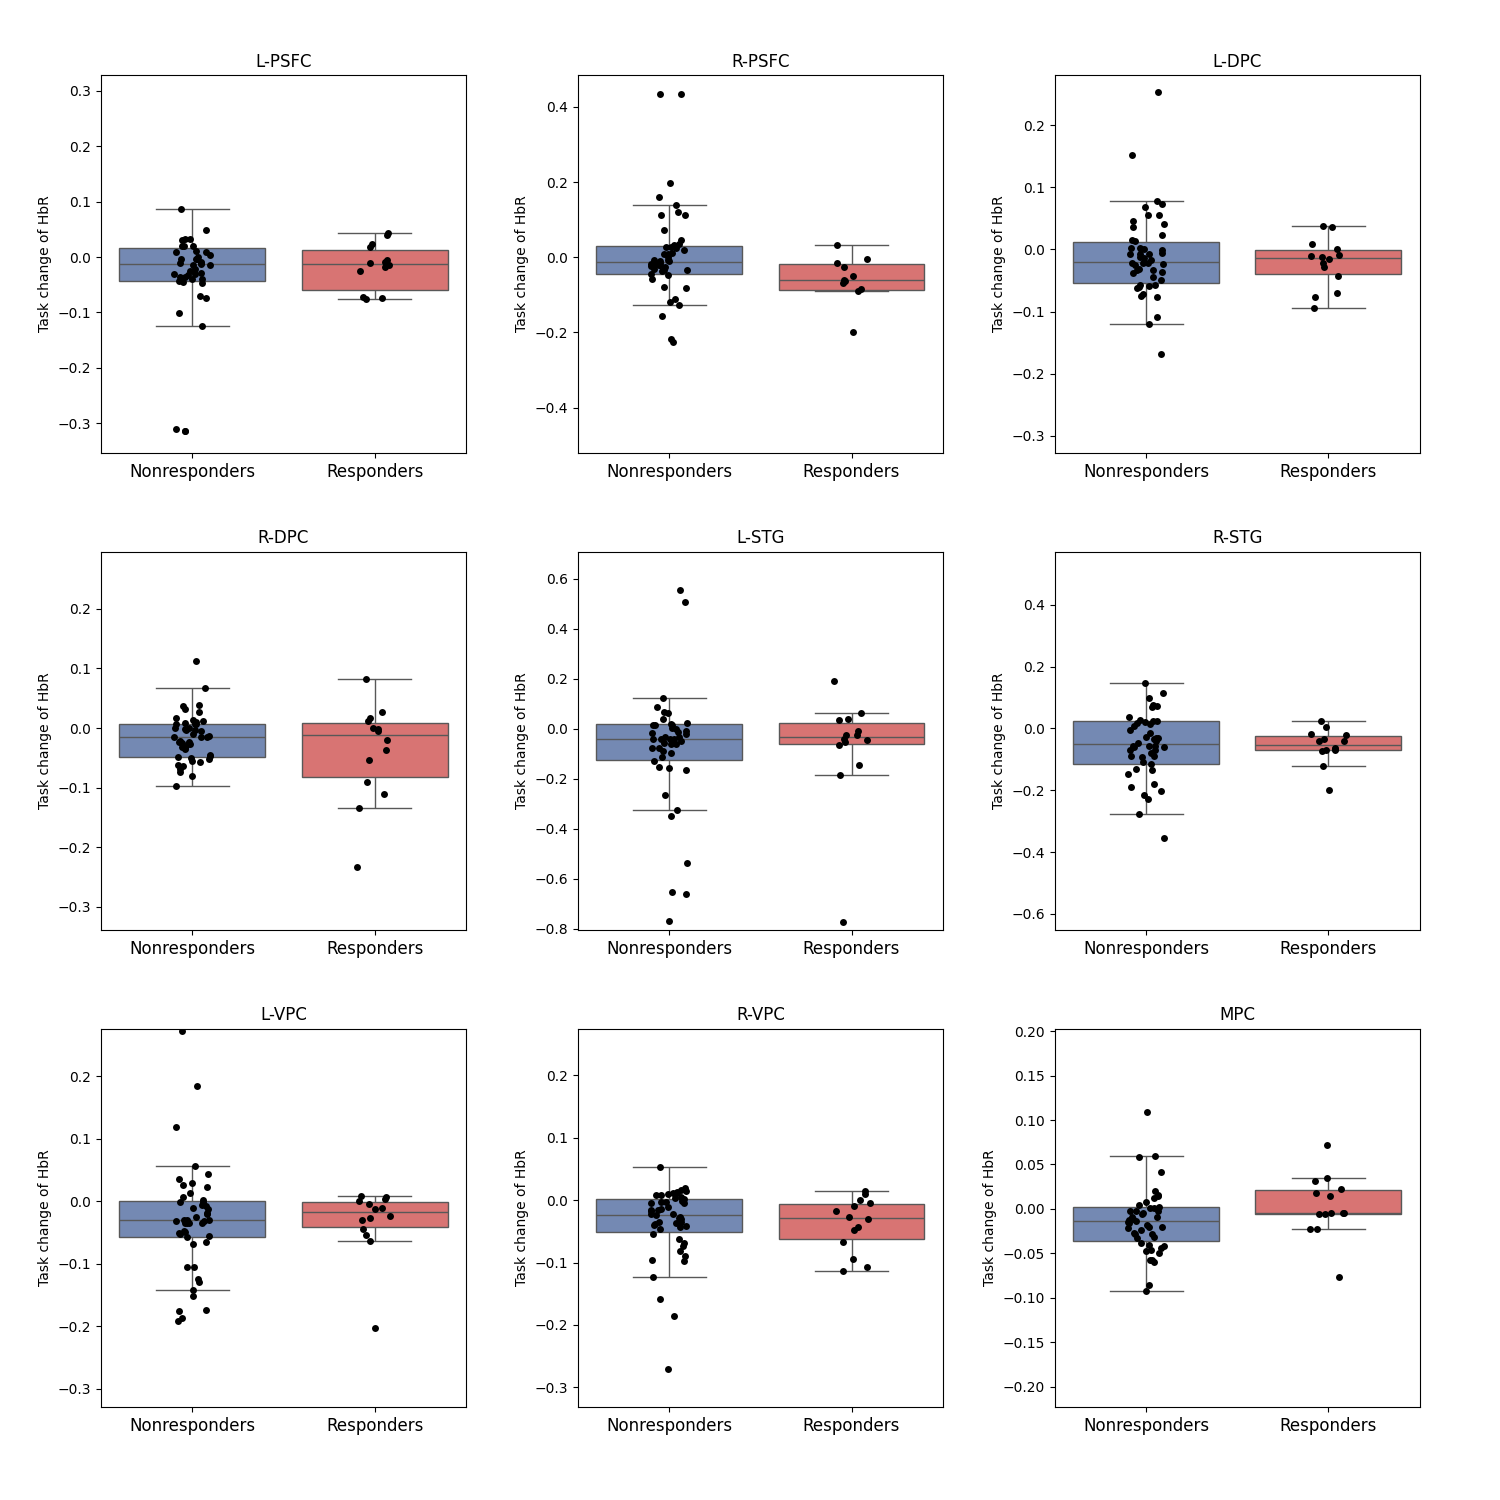 L-PSFC
R-PSFC
L-DPC
Task change of HbR
0.3
0.2
0.1
0.0
−0.1
−0.2
−0.3
Nonresponders Responders
Task change of HbR
0.4
0.2
0.0
−0.2
−0.4
Nonresponders Responders
Task change of HbR
0.2
0.1
0.0
−0.1
−0.2
−0.3
Nonresponders Responders
R-DPC
L-STG
R-STG
Task change of HbR
0.2
0.1
0.0
−0.1
−0.2
−0.3
Nonresponders Responders
Task change of HbR
0.6
0.4
0.2
0.0
−0.2
−0.4
−0.6
−0.8
Nonresponders Responders
Task change of HbR
0.4
0.2
0.0
−0.2
−0.4
−0.6
Nonresponders Responders
L-VPC
R-VPC
MPC
Task change of HbR
0.2
0.1
0.0
−0.1
−0.2
−0.3
Nonresponders Responders
Task change of HbR
0.2
0.1
0.0
−0.1
−0.2
−0.3
Nonresponders Responders
Task change of HbR
0.20
0.15
0.10
0.05
0.00
−0.05
−0.10
−0.15
−0.20
Nonresponders Responders